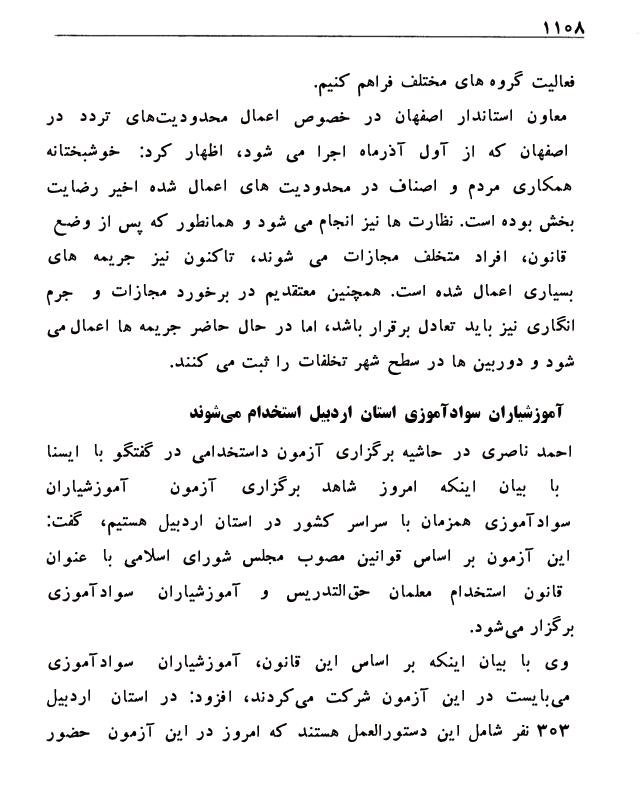 ۱۱۰۸
فعالیت گروه های مختلف فراهم کنیم.
معاون استاندار اصفهان در خصوص اعمال محدودیت‌های تردد در
اصفهان که از آول آذرماه اجرا می شود، اظهار کرد: خوشبختانه
همکاری مردم و اصناف در محدودیت های اعمال شده اخیر رضایت
بخش بوده است. نظارت ها نیز انجام می شود و همانطور که پس از وضع
قانون، افراد متخلف مجازات می شوند، تاکنون نیز جریمه های
بسیاری اعمال شده است. همچنین معتقدیم در برخورد مجازات و جرم
انگاری نیز باید تعادل برقرار باشد، اما در حال حاضر جریمه ها اعمال می
شود و دوربین ها در سطح شهر تخلفات را ثبت می کنند.
آموزشیاران سوادآموزی استان اردبیل استخدام می‌شوند
احمد ناصری در حاشیه برگزاری آزمون داستخدامی در گفتگو با ایسنا
با بیان اینکه امروز شاهد برگزاری آزمون آموزشیاران
سوادآموزی همزمان با سراسر کشور در استان اردبیل هستیم، گفت:
این آزمون بر اساس قوانین مصوب مجلس شورای اسلامی با عنوان
قانون استخدام معلمان حق‌التدریس و آموزشیاران سوادآموزی
برگزار می‌شود.
وی با بیان اینکه بر اساس این قانون، آموزشیاران سوادآموزی
می‌بایست در این آزمون شرکت می‌کردند، افزود: در استان اردبیل
۳۰۳ نفر شامل این دستورالعمل هستند که امروز در این آزمون حضور